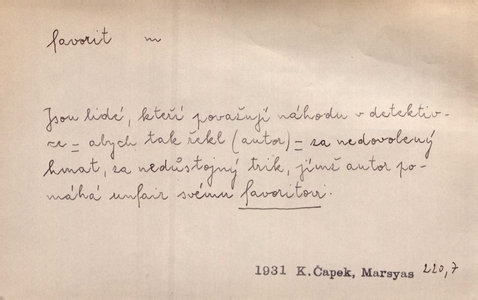 favorit m
Jsou lidé, kteří považují náhodu v detektiv-
ce = abych tak řekl (autor) = za nedovolený
hmat, za nedůstojný trik, jímž autor po-
máhá unfair svému favoritovi.
1931 K. Čapek, Marsyas 220,7